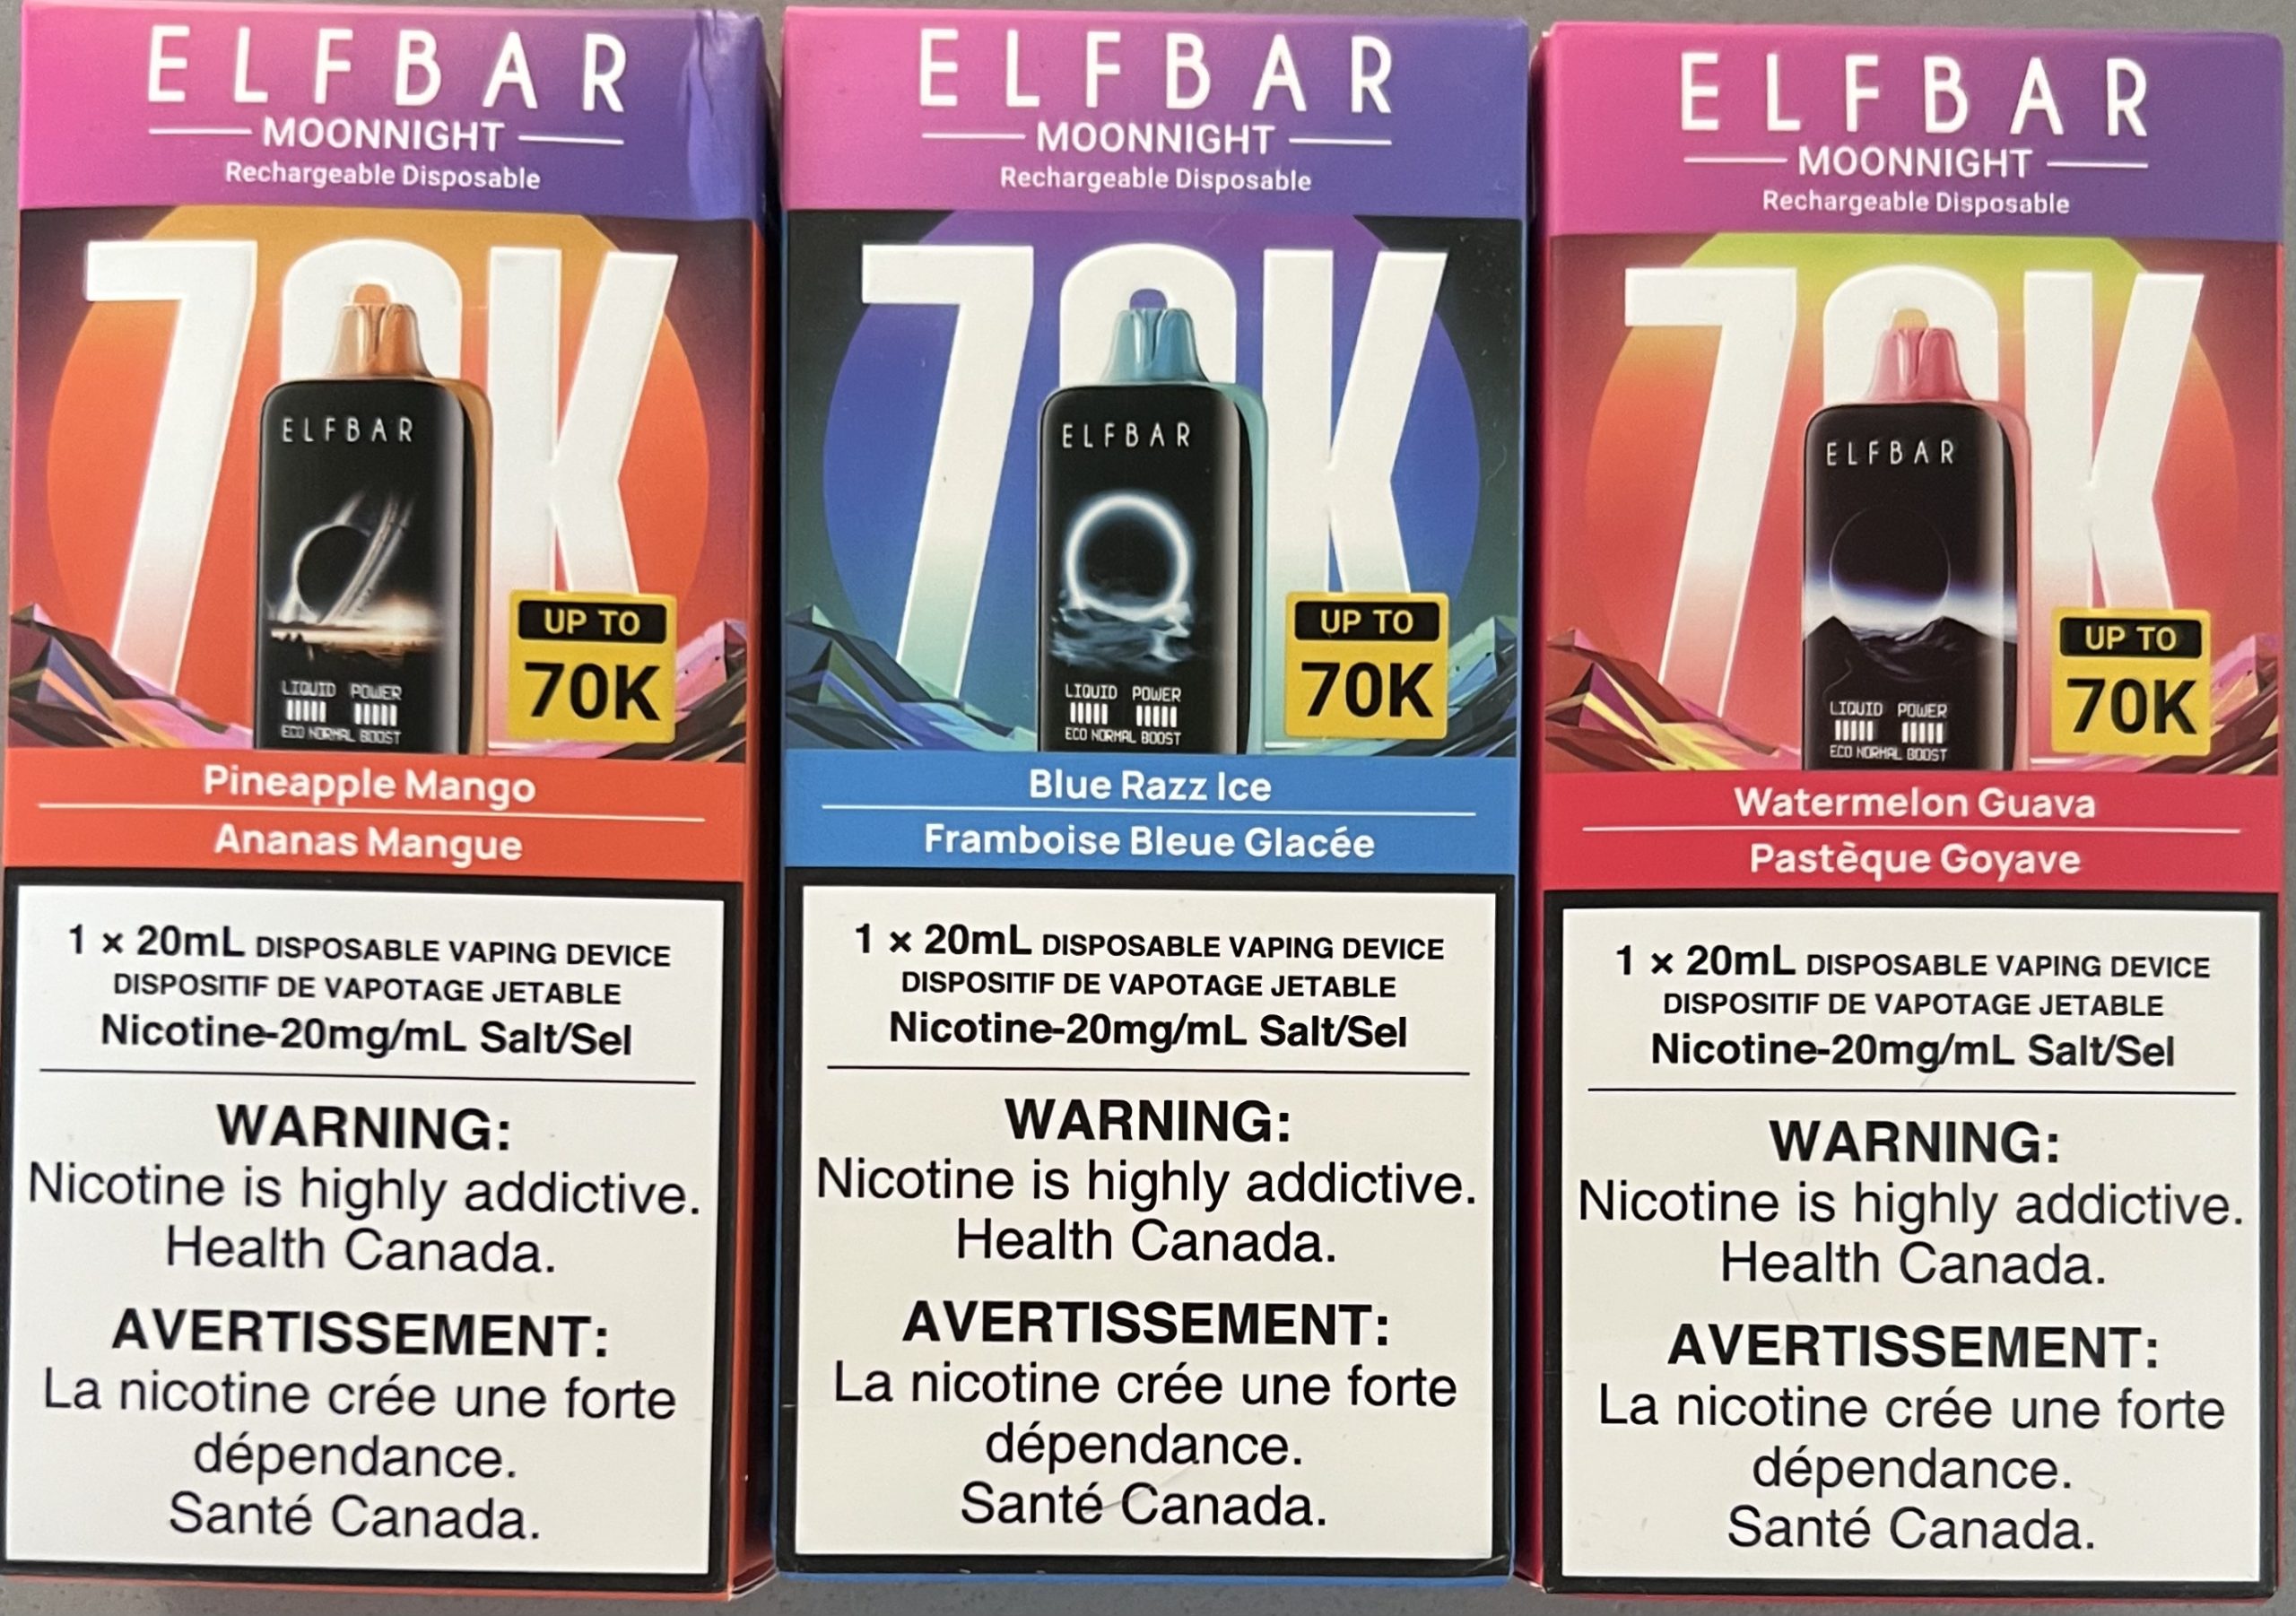 ELFBAR
MOONNIGHT
Rechargeable Disposable
70K
ELFBAR
LIQUID POWER
ECO NORMAL BOOST
UP TO
70K
Pineapple Mango
Ananas Mangue
1 × 20mL DISPOSABLE VAPING DEVICE
DISPOSITIF DE VAPOTAGE JETABLE
Nicotine-20mg/mL Salt/Sel
WARNING:
Nicotine is highly addictive.
Health Canada.
AVERTISSEMENT:
La nicotine crée une forte
dépendance.
Santé Canada.
ELFBAR
MOONNIGHT
Rechargeable Disposable
70K
ELFBAR
LIQUID POWER
ECO NORMAL BOOST
UP TO
70K
Blue Razz Ice
Framboise Bleue Glacée
1 × 20mL DISPOSABLE VAPING DEVICE
DISPOSITIF DE VAPOTAGE JETABLE
Nicotine-20mg/mL Salt/Sel
WARNING:
Nicotine is highly addictive.
Health Canada.
AVERTISSEMENT:
La nicotine crée une forte
dépendance.
Santé Canada.
ELFBAR
MOONNIGHT
Rechargeable Disposable
70K
ELFBAR
LIQUID POWER
ECO NORMAL BOOST
UP TO
70K
Watermelon Guava
Pastèque Goyave
1 × 20mL DISPOSABLE VAPING DEVICE
DISPOSITIF DE VAPOTAGE JETABLE
Nicotine-20mg/mL Salt/Sel
WARNING:
Nicotine is highly addictive.
Health Canada.
AVERTISSEMENT:
La nicotine crée une forte
dépendance.
Santé Canada.